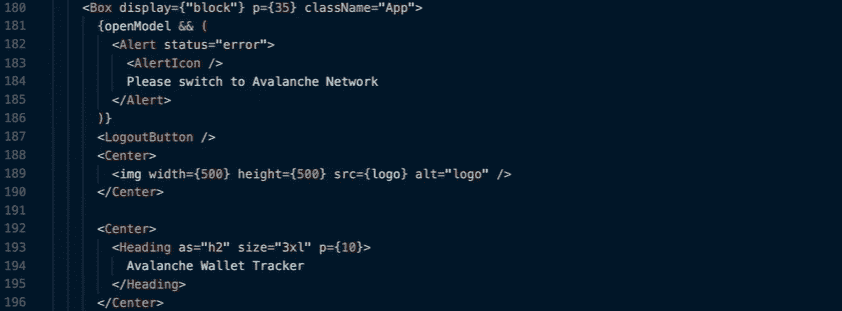 180 <Box display={"block"} p={35} className="App">
181 {openModel && (
182 <Alert status="error">
183 <AlertIcon />
184 Please switch to Avalanche Network
185 </Alert>
186 )}
187 <LogoutButton />
188 <Center>
189 <img width={500} height={500} src={logo} alt="logo" />
190 </Center>
191
192 <Center>
193 <Heading as="h2" size="3xl" p={10}>
194 Avalanche Wallet Tracker
195 </Heading>
196 </Center>